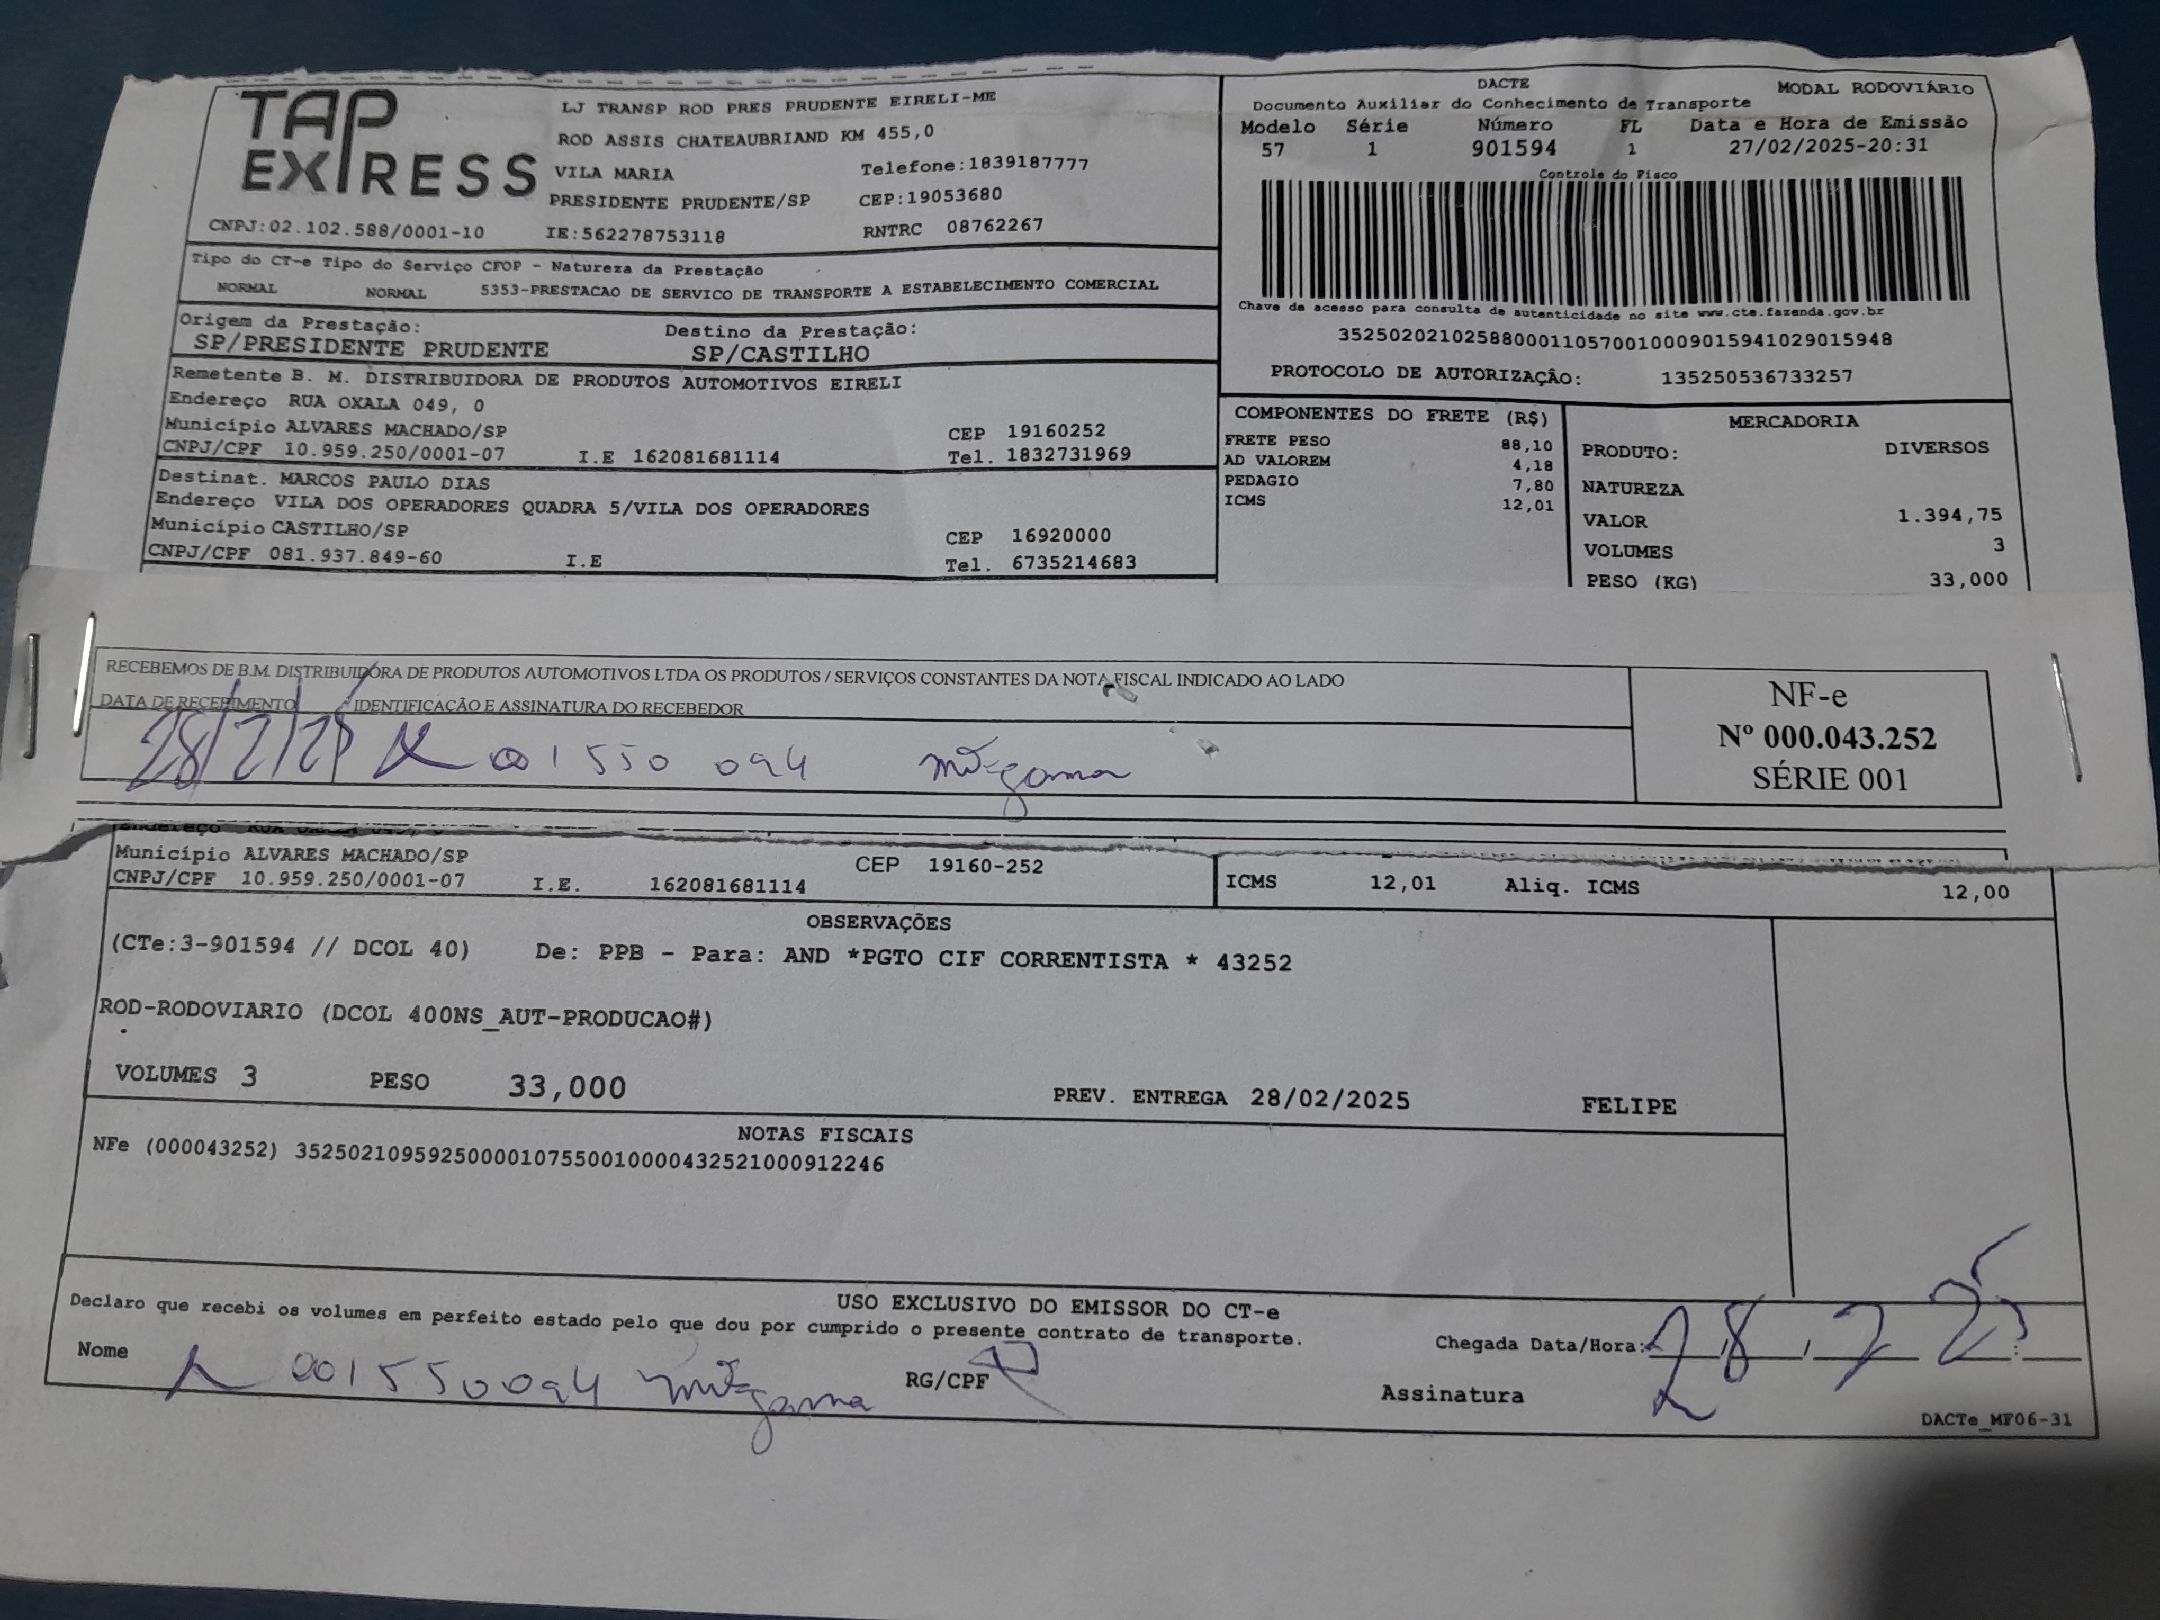 TAP EXPRESS
LJ TRANSP ROD PRES PRUDENTE EIRELI-ME
ROD ASSIS CHATEAUBRIAND KM 455,0
VILA MARIA Telefone:1839187777
PRESIDENTE PRUDENTE/SP CEP:19053680
CNPJ:02.102.588/0001-10 IE:562278753118 RNTRC 08762267
DACTE MODAL RODOVIÁRIO
Documento Auxiliar do Conhecimento de Transporte
Modelo Série Número FL Data e Hora de Emissão
57 1 901594 1 27/02/2025-20:31
Controle do Fisco
Chave de acesso para consulta de autenticidade no site www.cte.fazenda.gov.br
35250202102588000110570010009015941029015948
PROTOCOLO DE AUTORIZAÇÂO: 135250536733257
Tipo do CT-e Tipo do Serviço CFOP - Natureza da Prestação
NORMAL NORMAL 5353-PRESTACAO DE SERVICO DE TRANSPORTE A ESTABELECIMENTO COMERCIAL
Origem da Prestação: Destino da Prestação:
SP/PRESIDENTE PRUDENTE SP/CASTILHO
Remetente B. M. DISTRIBUIDORA DE PRODUTOS AUTOMOTIVOS EIRELI
Endereço RUA OXALA 049, 0
Município ALVARES MACHADO/SP CEP 19160252
CNPJ/CPF 10.959.250/0001-07 I.E 162081681114 Tel. 1832731969
Destinat. MARCOS PAULO DIAS
Endereço VILA DOS OPERADORES QUADRA 5/VILA DOS OPERADORES
Município CASTILHO/SP CEP 16920000
CNPJ/CPF 081.937.849-60 I.E Tel. 6735214683
COMPONENTES DO FRETE (R$)
FRETE PESO 88,10
AD VALOREM 4,18
PEDAGIO 7,80
ICMS 12,01
MERCADORIA
PRODUTO: DIVERSOS
NATUREZA
VALOR 1.394,75
VOLUMES 3
PESO (KG) 33,000
RECEBEMOS DE B.M. DISTRIBUIDORA DE PRODUTOS AUTOMOTIVOS LTDA OS PRODUTOS / SERVIÇOS CONSTANTES DA NOTA FISCAL INDICADO AO LADO
DATA DE RECEBIMENTO IDENTIFICAÇÃO E ASSINATURA DO RECEBEDOR
28/2/25 001550094
NF-e
Nº 000.043.252
SÉRIE 001
Endereço RUA OXALA 049, 0
Município ALVARES MACHADO/SP CEP 19160-252
CNPJ/CPF 10.959.250/0001-07 I.E. 162081681114
ICMS 12,01 Aliq. ICMS 12,00
OBSERVAÇÕES
(CTe:3-901594 // DCOL 40) De: PPB - Para: AND *PGTO CIF CORRENTISTA * 43252
ROD-RODOVIARIO (DCOL 400NS_AUT-PRODUCAO#)
VOLUMES 3 PESO 33,000 PREV. ENTREGA 28/02/2025 FELIPE
NOTAS FISCAIS
NFe (000043252) 35250210959250000107550010000432521000912246
USO EXCLUSIVO DO EMISSOR DO CT-e
Declaro que recebi os volumes em perfeito estado pelo que dou por cumprido o presente contrato de transporte.
Chegada Data/Hora: 28/2 25
Nome 001550094 RG/CPF Assinatura
DACTe_MF06-31